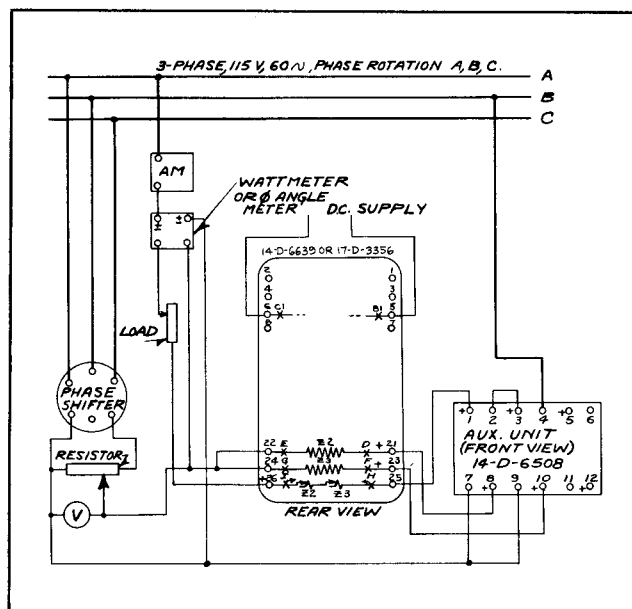 3-PHASE, 115 V, 60~, PHASE ROTATION A, B, C.
A
B
C
AM
WATTMETER
OR Ø ANGLE
METER
D.C. SUPPLY
± ±
14-D-6639 OR 17-D-3356
2 1
4 3
6 C1 B1 5
8 7
LOAD
PHASE
SHIFTER
RESISTOR
V
22 E Z2 D + 21
24 G Z3 F + 23
+26 J Z2 Z3 H + 25
REAR VIEW
+1 2 +3 4 +5 6
AUX. UNIT
(FRONT VIEW)
14-D-6508
7 +8 9 +10 11 +12